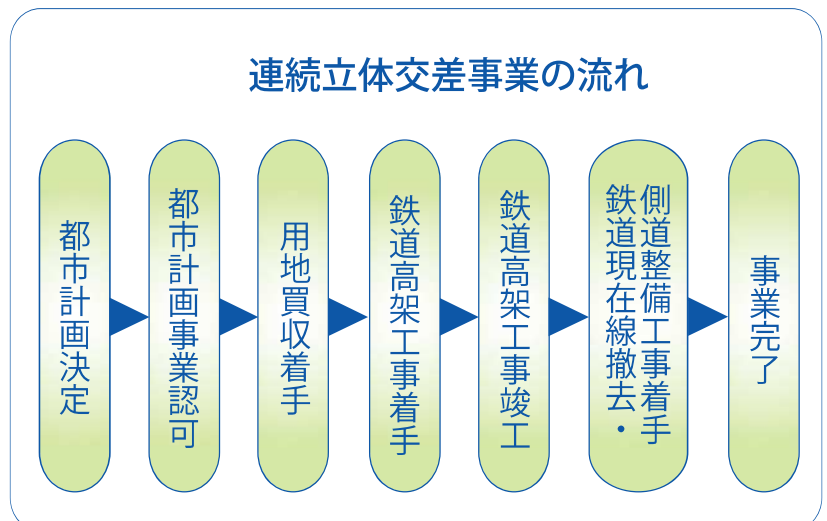 連続立体交差事業の流れ
都市計画決定
都市計画事業認可
用地買収着手
鉄道高架工事着手
鉄道高架工事竣工
鉄道現在線撤去・
側道整備工事着手
事業完了